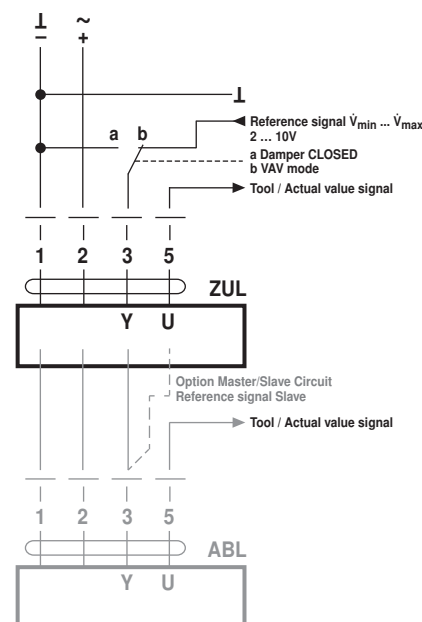 ⊥ ~
– +
⊥
a b
Reference signal V̇min ... V̇max
2 ... 10V
a Damper CLOSED
b VAV mode
Tool / Actual value signal
1 2 3 5
ZUL
Y U
Option Master/Slave Circuit
Reference signal Slave
Tool / Actual value signal
1 2 3 5
ABL
Y U